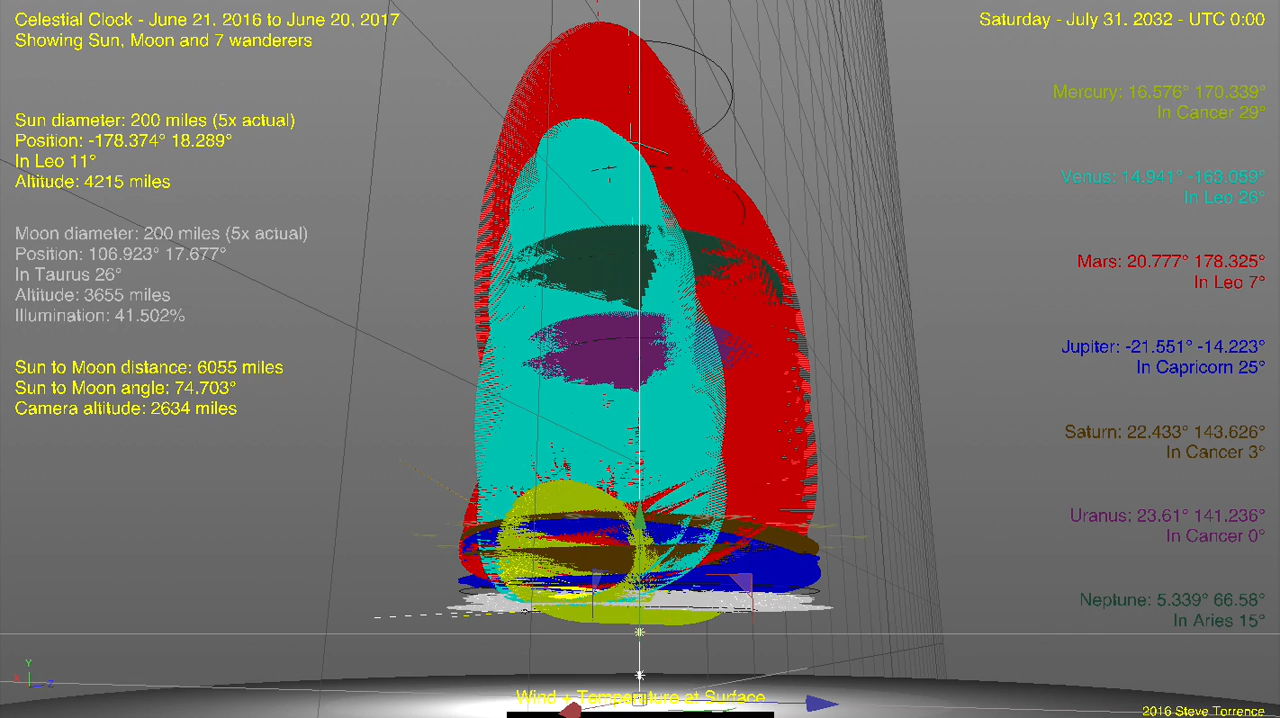 Celestial Clock - June 21, 2016 to June 20, 2017
Showing Sun, Moon and 7 wanderers
Saturday - July 31, 2032 - UTC 0:00
Sun diameter: 200 miles (5x actual)
Position: -178.374° 18.289°
In Leo 11°
Altitude: 4215 miles
Moon diameter: 200 miles (5x actual)
Position: 106.923° 17.677°
In Taurus 26°
Altitude: 3655 miles
Illumination: 41.502%
Sun to Moon distance: 6055 miles
Sun to Moon angle: 74.703°
Camera altitude: 2634 miles
Mercury: 16.576° 170.339°
In Cancer 29°
Venus: 14.941° -163.059°
In Leo 26°
Mars: 20.777° 178.325°
In Leo 7°
Jupiter: -21.551° -14.223°
In Capricorn 25°
Saturn: 22.433° 143.626°
In Cancer 3°
Uranus: 23.61° 141.236°
In Cancer 0°
Neptune: 5.339° 66.58°
In Aries 15°
Y
X Z
Wind + Temperature at Surface
2016 Steve Torrence